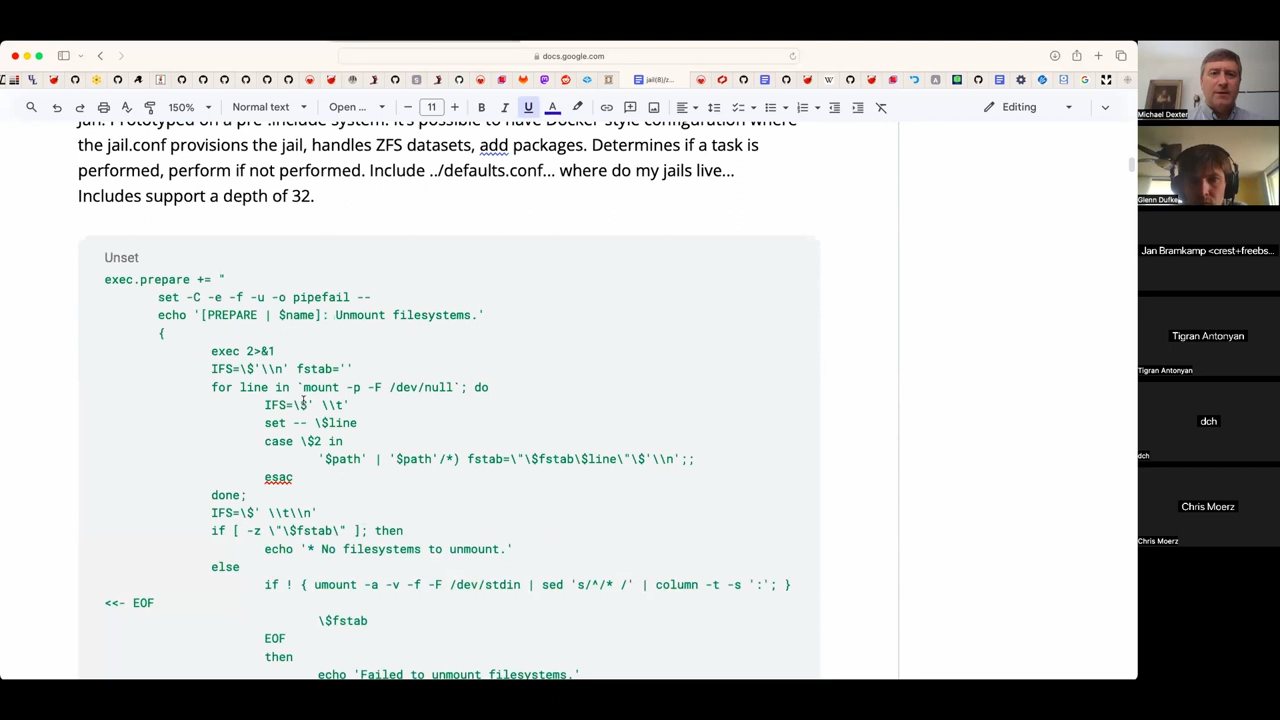 docs.google.com
jail(8)/z...
150%
Normal text
Open ...
11
Editing
Jan. Prototyped on a pre .include system. It's possible to have Docker-style configuration where
the jail.conf provisions the jail, handles ZFS datasets, add packages. Determines if a task is
performed, perform if not performed. Include ../defaults.conf... where do my jails live...
Includes support a depth of 32.
Unset
exec.prepare += "
set -C -e -f -u -o pipefail --
echo '[PREPARE | $name]: Unmount filesystems.'
{
exec 2>&1
IFS=\$'\\n' fstab=''
for line in `mount -p -F /dev/null`; do
IFS=\$' \\t'
set -- \$line
case \$2 in
'$path' | '$path'/*) fstab=\"\$fstab\$line\"\$'\\n';;
esac
done;
IFS=\$' \\t\\n'
if [ -z \"\$fstab\" ]; then
echo '* No filesystems to unmount.'
else
if ! { umount -a -v -f -F /dev/stdin | sed 's/^/* /' | column -t -s ':'; }
<<- EOF
\$fstab
EOF
then
echo 'Failed to unmount filesystems.'
Michael Dexter
Glenn Dufke
Jan Bramkamp <crest+freebs...
Tigran Antonyan
Tigran Antonyan
dch
dch
Chris Moerz
Chris Moerz